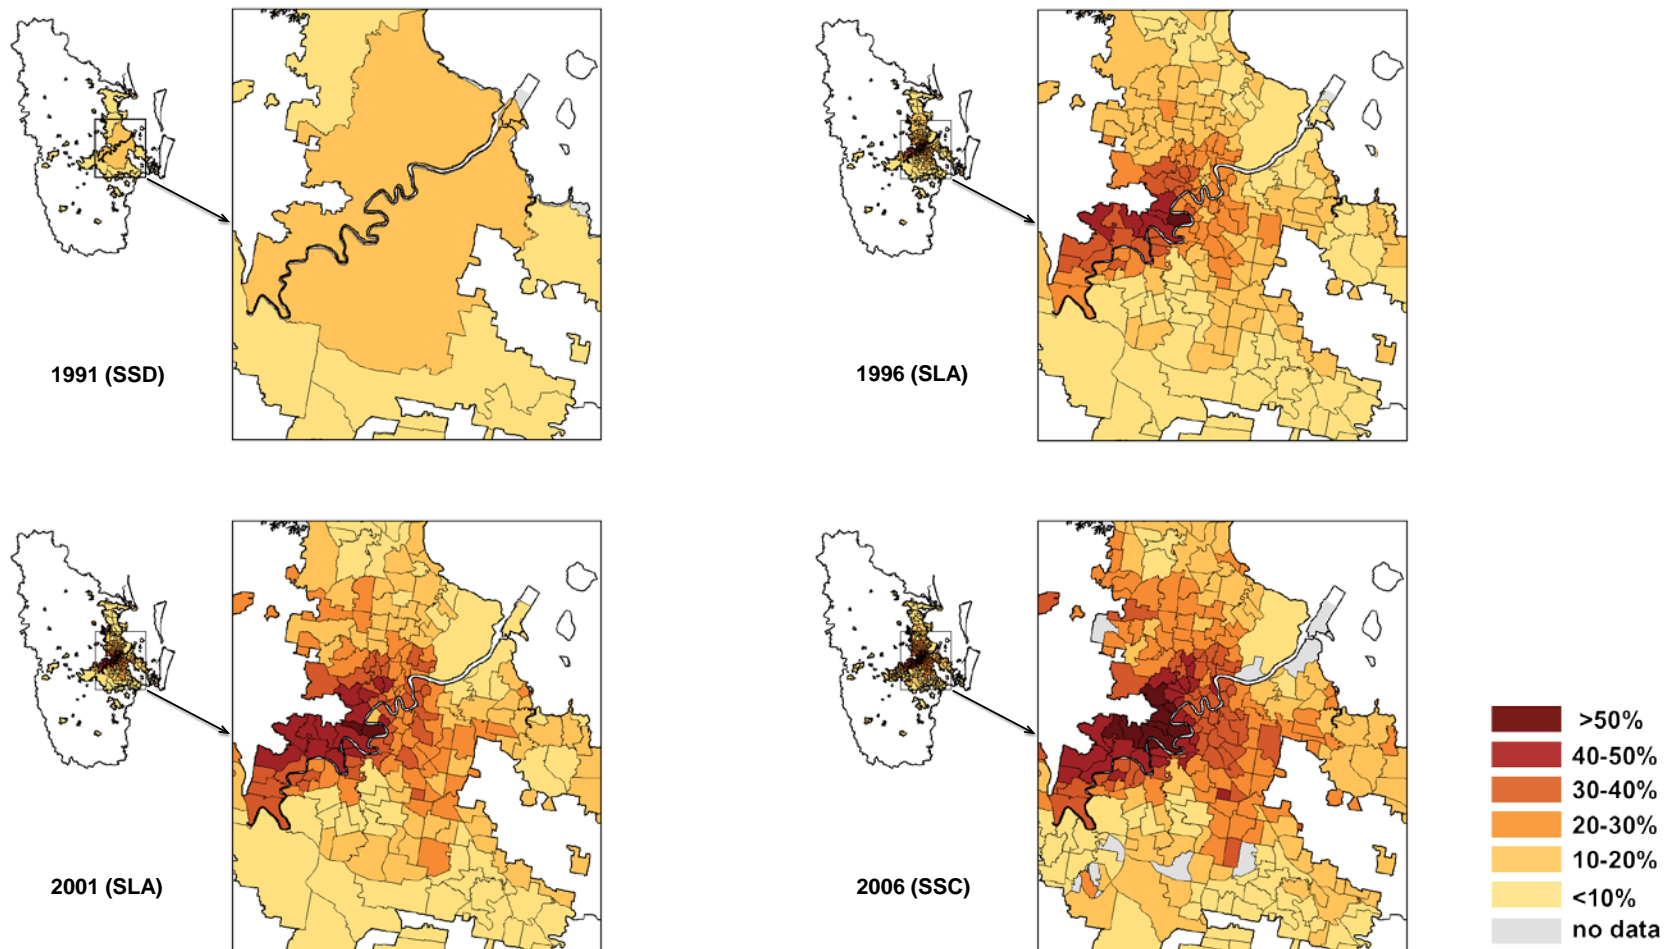 1991 (SSD)
1996 (SLA)
2001 (SLA)
2006 (SSC)
>50%
40-50%
30-40%
20-30%
10-20%
<10%
no data